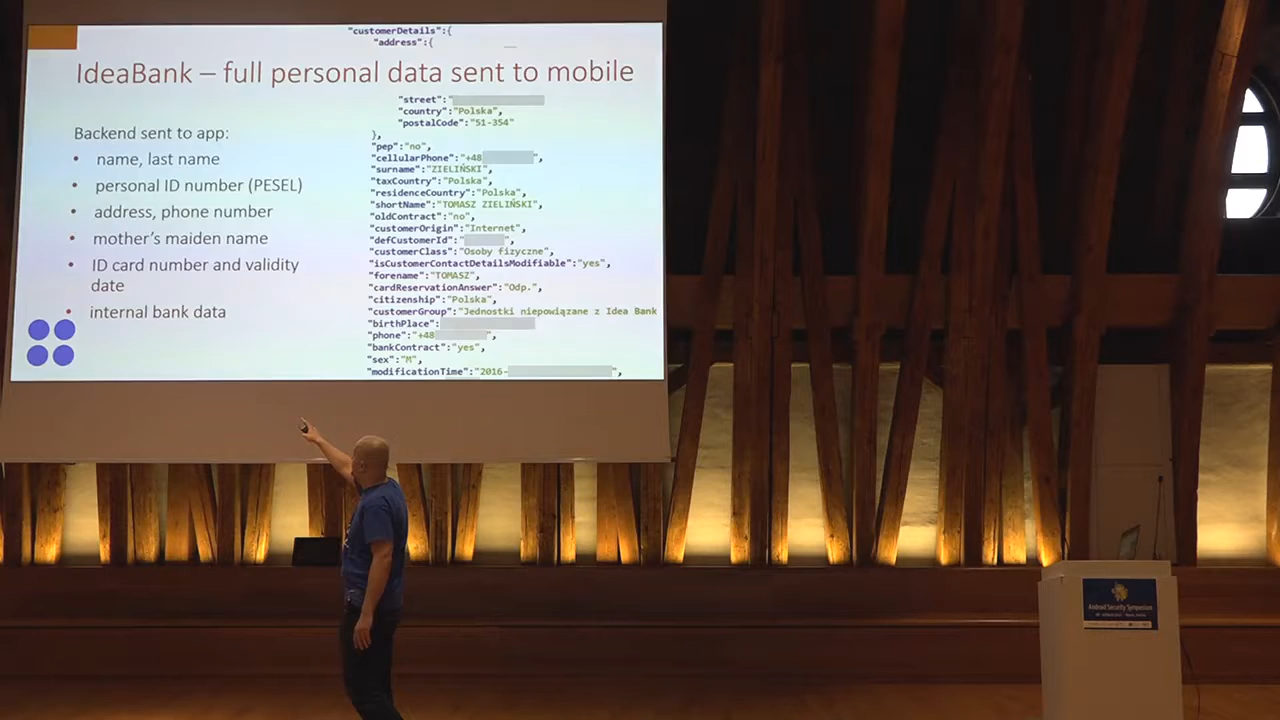 "customerDetails":{
"address":{
IdeaBank – full personal data sent to mobile
Backend sent to app:
• name, last name
• personal ID number (PESEL)
• address, phone number
• mother's maiden name
• ID card number and validity
date
• internal bank data
"street":
"country":"Polska",
"postalCode":"51-354"
},
"pep":"no",
"cellularPhone":"+48 ",
"surname":"ZIELIŃSKI",
"taxCountry":"Polska",
"residenceCountry":"Polska",
"shortName":"TOMASZ ZIELIŃSKI",
"oldContract":"no",
"customerOrigin":"Internet",
"defCustomerId":" ",
"customerClass":"Osoby fizyczne",
"isCustomerContactDetailsModifiable":"yes",
"forename":"TOMASZ",
"cardReservationAnswer":"Odp.",
"citizenship":"Polska",
"customerGroup":"Jednostki niepowiązane z Idea Bank
"birthPlace":
"phone":"+48 ",
"bankContract":"yes",
"sex":"M",
"modificationTime":"2016- ",
Android Security Symposium